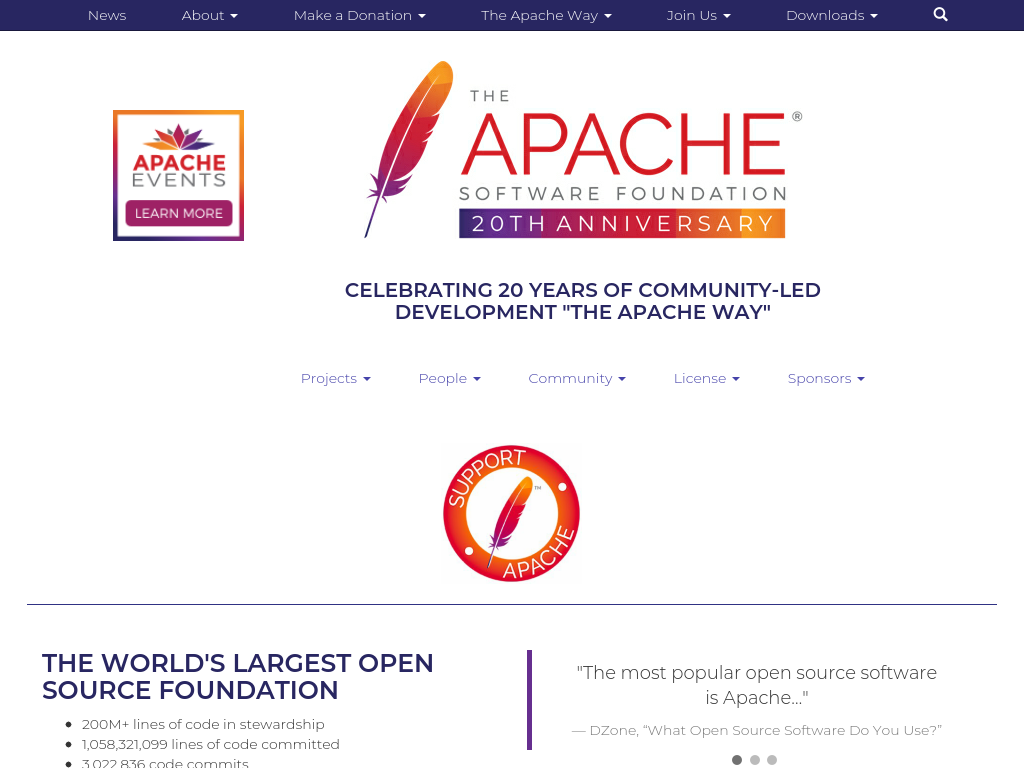 News
About
Make a Donation
The Apache Way
Join Us
Downloads
APACHE
EVENTS
LEARN MORE
THE
APACHE®
SOFTWARE FOUNDATION
20TH ANNIVERSARY
CELEBRATING 20 YEARS OF COMMUNITY-LED
DEVELOPMENT "THE APACHE WAY"
Projects
People
Community
License
Sponsors
SUPPORT
TM
APACHE
THE WORLD'S LARGEST OPEN
SOURCE FOUNDATION
200M+ lines of code in stewardship
1,058,321,099 lines of code committed
3,022,836 code commits
"The most popular open source software
is Apache..."
— DZone, “What Open Source Software Do You Use?”